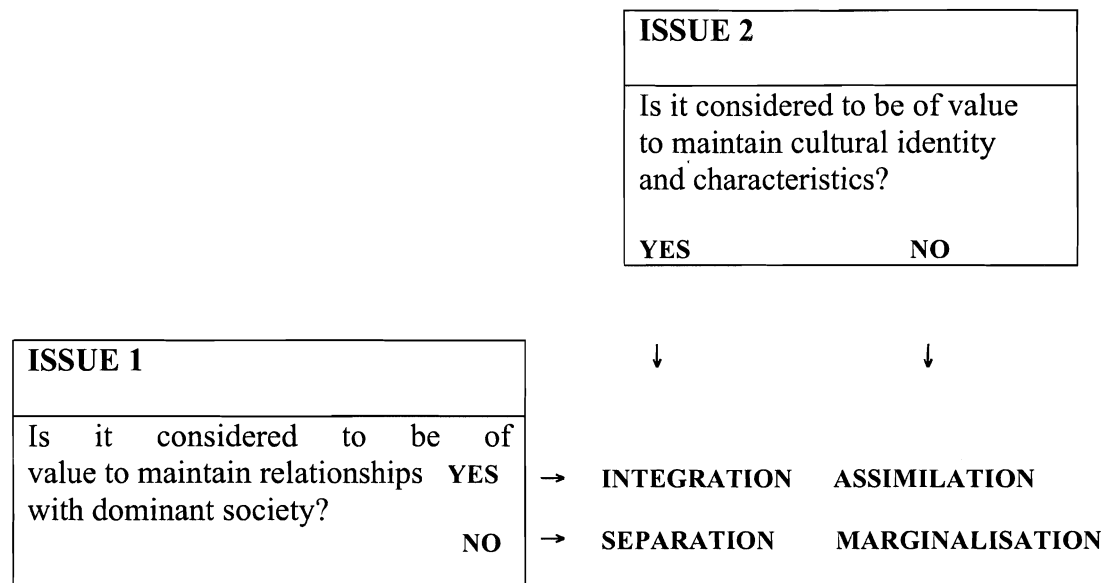 ISSUE 2
Is it considered to be of value
to maintain cultural identity
and characteristics?
YES NO
↓ ↓
ISSUE 1
Is it considered to be of
value to maintain relationships YES → INTEGRATION ASSIMILATION
with dominant society?
NO → SEPARATION MARGINALISATION